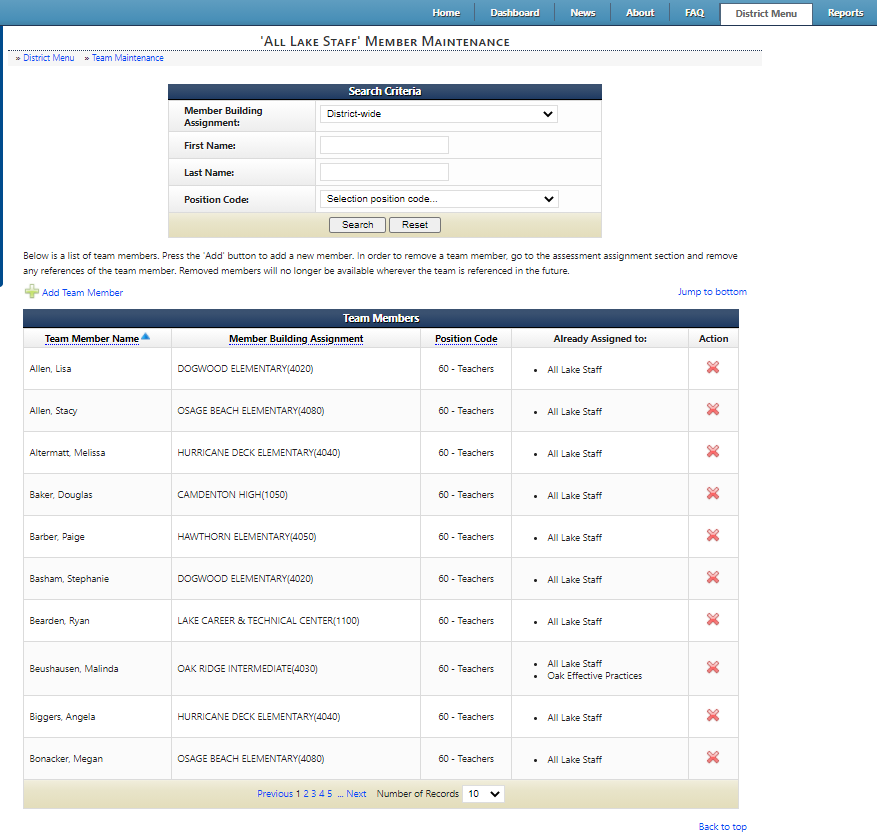 Home Dashboard News About FAQ District Menu Reports
'All Lake Staff' Member Maintenance
» District Menu » Team Maintenance
Search Criteria
Member Building Assignment: District-wide
First Name:
Last Name:
Position Code: Selection position code...
Search Reset
Below is a list of team members. Press the 'Add' button to add a new member. In order to remove a team member, go to the assessment assignment section and remove
any references of the team member. Removed members will no longer be available wherever the team is referenced in the future.
Add Team Member Jump to bottom
Team Members
Team Member Name Member Building Assignment Position Code Already Assigned to: Action
Allen, Lisa DOGWOOD ELEMENTARY(4020) 60 - Teachers • All Lake Staff
Allen, Stacy OSAGE BEACH ELEMENTARY(4080) 60 - Teachers • All Lake Staff
Altermatt, Melissa HURRICANE DECK ELEMENTARY(4040) 60 - Teachers • All Lake Staff
Baker, Douglas CAMDENTON HIGH(1050) 60 - Teachers • All Lake Staff
Barber, Paige HAWTHORN ELEMENTARY(4050) 60 - Teachers • All Lake Staff
Basham, Stephanie DOGWOOD ELEMENTARY(4020) 60 - Teachers • All Lake Staff
Bearden, Ryan LAKE CAREER & TECHNICAL CENTER(1100) 60 - Teachers • All Lake Staff
Beushausen, Malinda OAK RIDGE INTERMEDIATE(4030) 60 - Teachers • All Lake Staff
• Oak Effective Practices
Biggers, Angela HURRICANE DECK ELEMENTARY(4040) 60 - Teachers • All Lake Staff
Bonacker, Megan OSAGE BEACH ELEMENTARY(4080) 60 - Teachers • All Lake Staff
Previous 1 2 3 4 5 ... Next Number of Records 10
Back to top